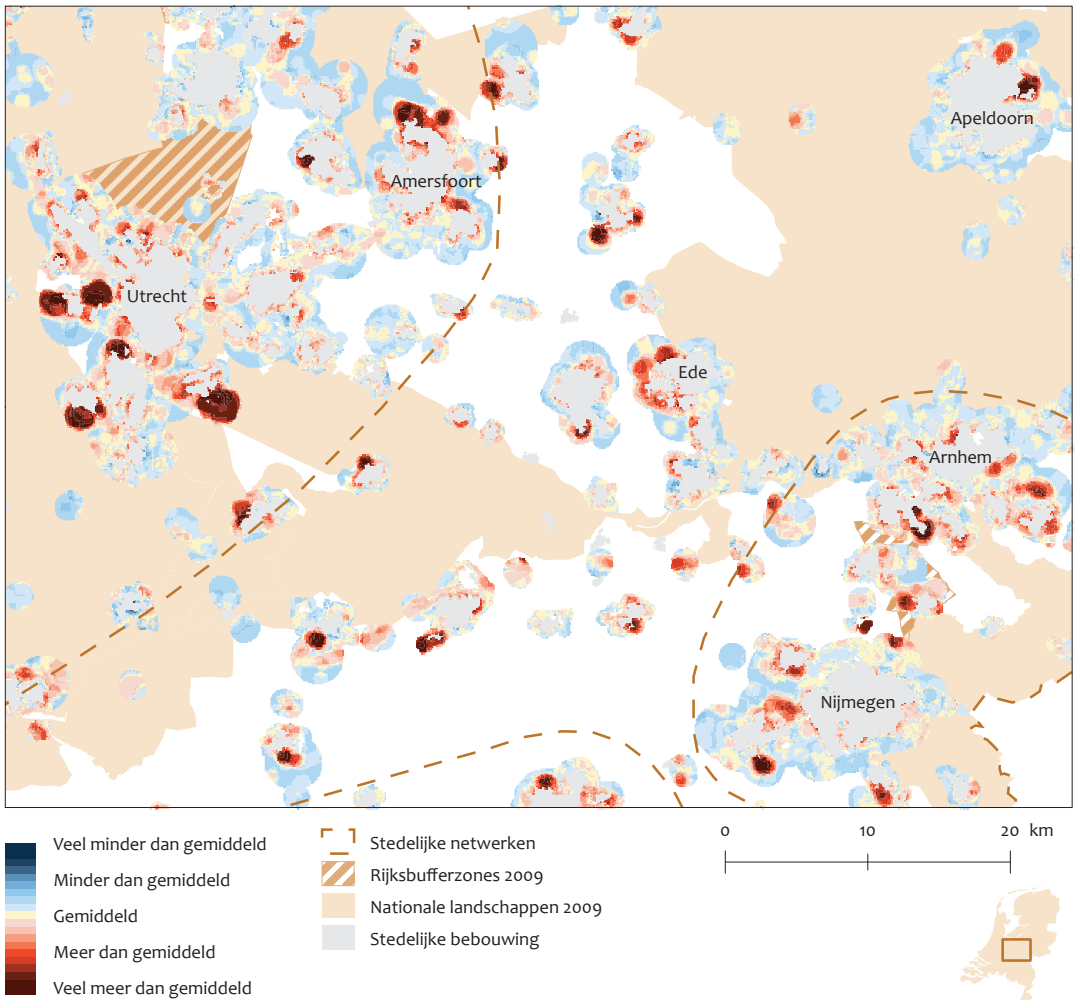 Apeldoorn
Amersfoort
Utrecht
Ede
Arnhem
Nijmegen
Veel minder dan gemiddeld
Minder dan gemiddeld
Gemiddeld
Meer dan gemiddeld
Veel meer dan gemiddeld
Stedelijke netwerken
Rijksbufferzones 2009
Nationale landschappen 2009
Stedelijke bebouwing
0 10 20 km